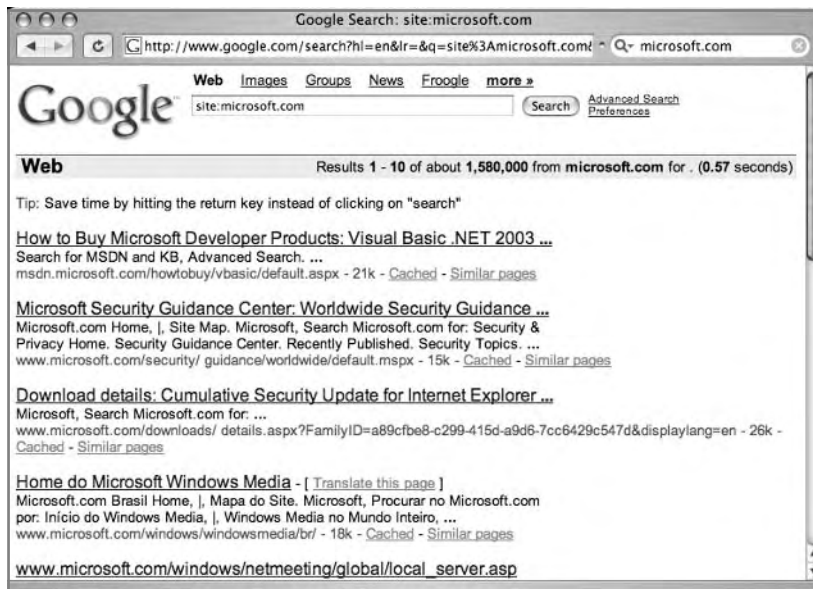 Google Search: site:microsoft.com
G http://www.google.com/search?hl=en&lr=&q=site%3Amicrosoft.com& Q microsoft.com
Web Images Groups News Froogle more »
Google™
site:microsoft.com Search Advanced Search
Preferences
Web Results 1 - 10 of about 1,580,000 from microsoft.com for . (0.57 seconds)
Tip: Save time by hitting the return key instead of clicking on "search"
How to Buy Microsoft Developer Products: Visual Basic .NET 2003 ...
Search for MSDN and KB, Advanced Search. ...
msdn.microsoft.com/howtobuy/vbasic/default.aspx - 21k - Cached - Similar pages
Microsoft Security Guidance Center: Worldwide Security Guidance ...
Microsoft.com Home, |, Site Map. Microsoft, Search Microsoft.com for: Security &
Privacy Home. Security Guidance Center. Recently Published. Security Topics. ...
www.microsoft.com/security/ guidance/worldwide/default.mspx - 15k - Cached - Similar pages
Download details: Cumulative Security Update for Internet Explorer ...
Microsoft, Search Microsoft.com for: ...
www.microsoft.com/downloads/ details.aspx?FamilyID=a89cfbe8-c299-415d-a9d6-7cc6429c547d&displaylang=en - 26k -
Cached - Similar pages
Home do Microsoft Windows Media - [ Translate this page ]
Microsoft.com Brasil Home, |, Mapa do Site. Microsoft, Procurar no Microsoft.com
por: Início do Windows Media, |, Windows Media no Mundo Inteiro, ...
www.microsoft.com/windows/windowsmedia/br/ - 18k - Cached - Similar pages
www.microsoft.com/windows/netmeeting/global/local_server.asp